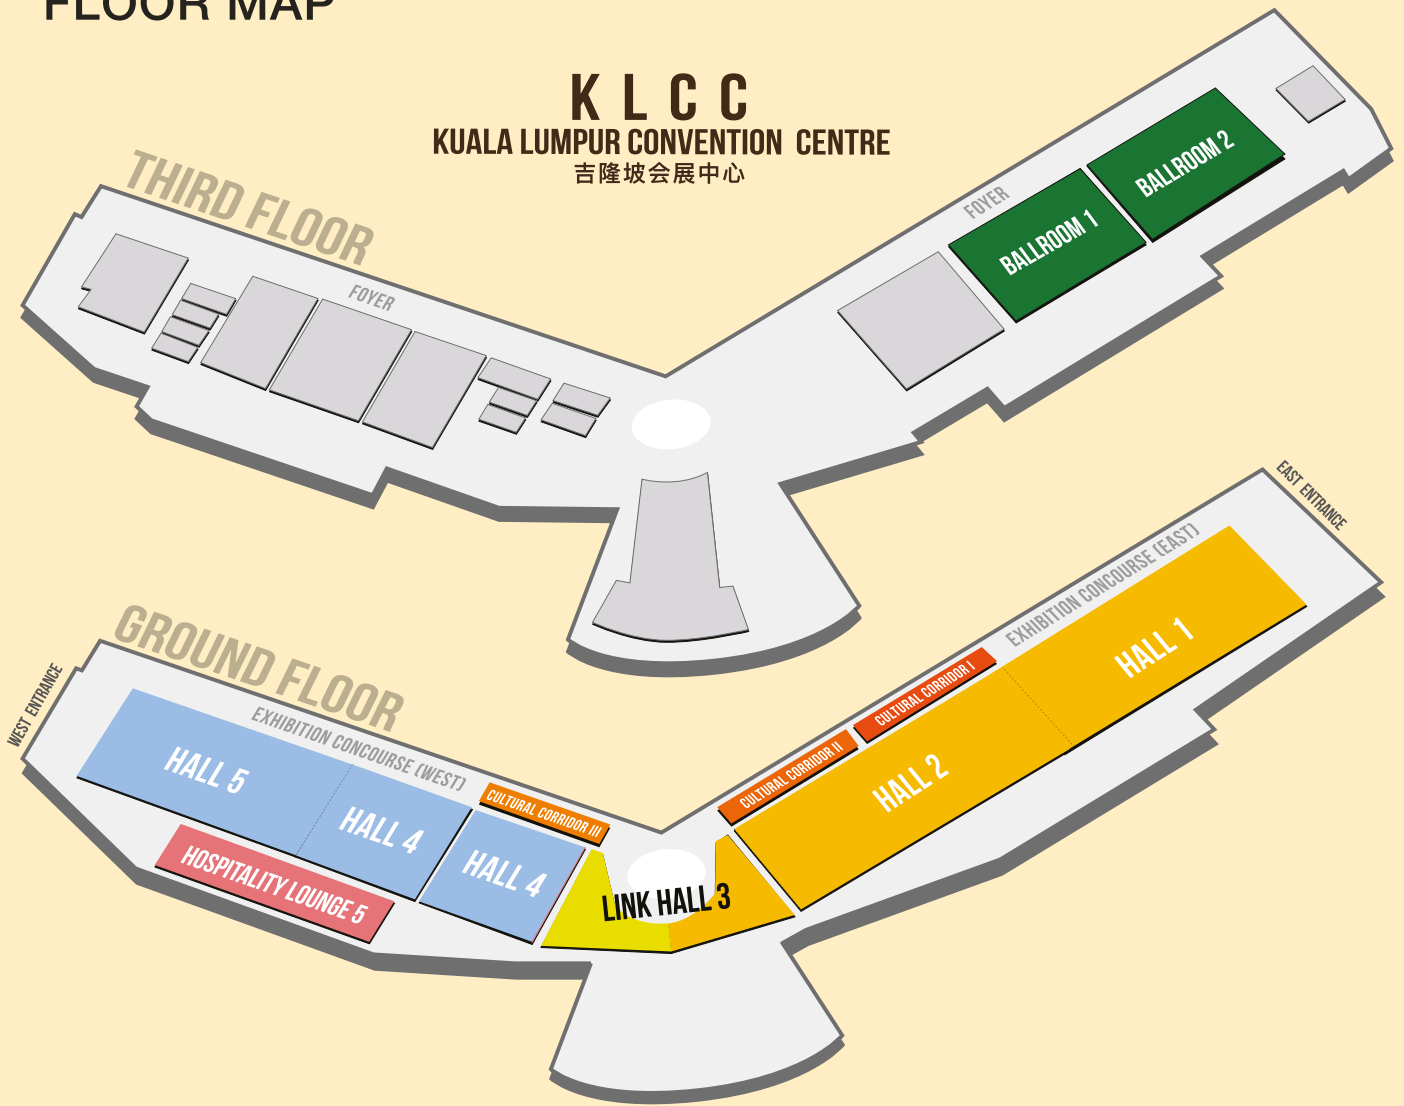 FLOOR MAP
K L C C
KUALA LUMPUR CONVENTION CENTRE
吉隆坡会展中心
THIRD FLOOR
FOYER
FOYER
BALLROOM 1
BALLROOM 2
GROUND FLOOR
WEST ENTRANCE
EXHIBITION CONCOURSE (WEST)
HALL 5
HALL 4
HALL 4
CULTURAL CORRIDOR III
HOSPITALITY LOUNGE 5
LINK HALL 3
CULTURAL CORRIDOR II
CULTURAL CORRIDOR I
HALL 2
HALL 1
EXHIBITION CONCOURSE (EAST)
EAST ENTRANCE